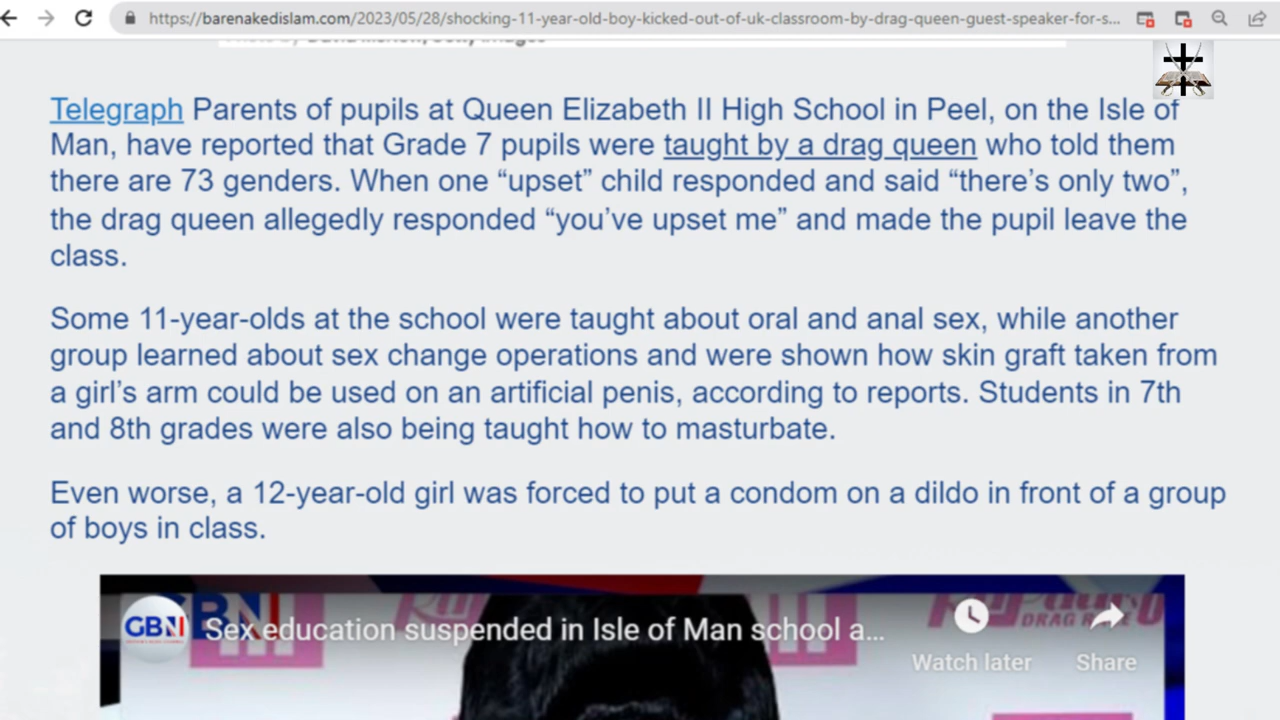 https://barenakedislam.com/2023/05/28/shocking-11-year-old-boy-kicked-out-of-uk-classroom-by-drag-queen-guest-speaker-for-s...
Telegraph Parents of pupils at Queen Elizabeth II High School in Peel, on the Isle of
Man, have reported that Grade 7 pupils were taught by a drag queen who told them
there are 73 genders. When one “upset” child responded and said “there’s only two”,
the drag queen allegedly responded “you’ve upset me” and made the pupil leave the
class.
Some 11-year-olds at the school were taught about oral and anal sex, while another
group learned about sex change operations and were shown how skin graft taken from
a girl’s arm could be used on an artificial penis, according to reports. Students in 7th
and 8th grades were also being taught how to masturbate.
Even worse, a 12-year-old girl was forced to put a condom on a dildo in front of a group
of boys in class.
GBN
Sex education suspended in Isle of Man school a...
DRAG RACE
Watch later
Share